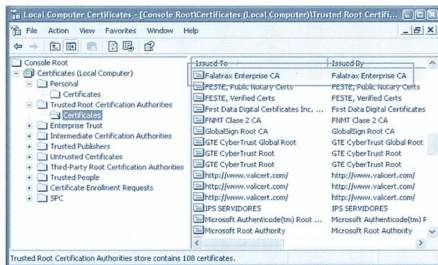 Local Computer Certificates - [Console Root\Certificates (Local Computer)\Trusted Root Certifi...
File Action View Favorites Window Help
Console Root
Certificates (Local Computer)
Personal
Certificates
Trusted Root Certification Authorities
Certificates
Enterprise Trust
Intermediate Certification Authorities
Trusted Publishers
Untrusted Certificates
Third-Party Root Certification Authorities
Trusted People
Certificate Enrollment Requests
SPC
Issued To Issued By
Falatrax Enterprise CA Falatrax Enterprise CA
FESTE, Public Notary Certs FESTE, Public Notary Certs
FESTE, Verified Certs FESTE, Verified Certs
First Data Digital Certificates Inc. ... First Data Digital Certificates
FNMT Clase 2 CA FNMT Clase 2 CA
GlobalSign Root CA GlobalSign Root CA
GTE CyberTrust Global Root GTE CyberTrust Global Root
GTE CyberTrust Root GTE CyberTrust Root
GTE CyberTrust Root GTE CyberTrust Root
http://www.valicert.com/ http://www.valicert.com/
http://www.valicert.com/ http://www.valicert.com/
http://www.valicert.com/ http://www.valicert.com/
IPS SERVIDORES IPS SERVIDORES
Microsoft Authenticode(tm) Root ... Microsoft Authenticode(tm) R
Microsoft Root Authority Microsoft Root Authority
Trusted Root Certification Authorities store contains 108 certificates.